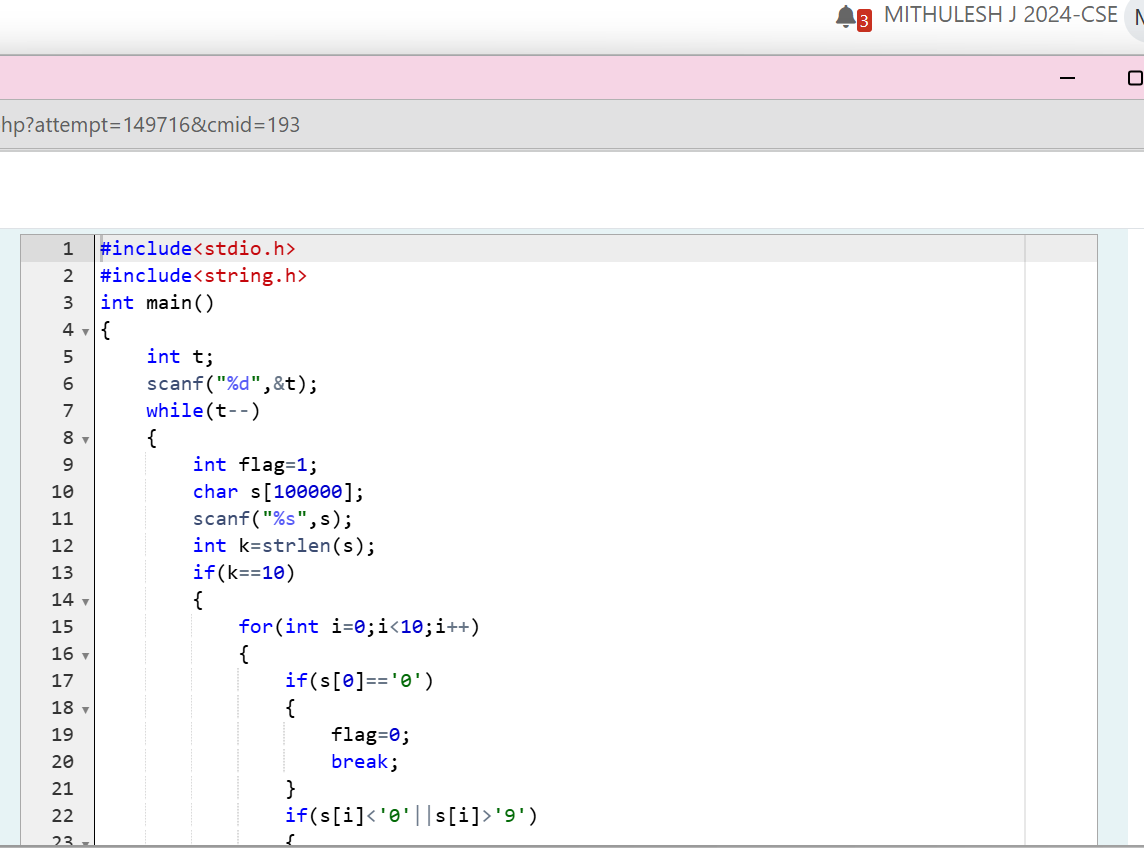 3 MITHULESH J 2024-CSE
hp?attempt=149716&cmid=193
1 #include<stdio.h>
2 #include<string.h>
3 int main()
4 {
5 int t;
6 scanf("%d",&t);
7 while(t--)
8 {
9 int flag=1;
10 char s[100000];
11 scanf("%s",s);
12 int k=strlen(s);
13 if(k==10)
14 {
15 for(int i=0;i<10;i++)
16 {
17 if(s[0]=='0')
18 {
19 flag=0;
20 break;
21 }
22 if(s[i]<'0'||s[i]>'9')
23 {